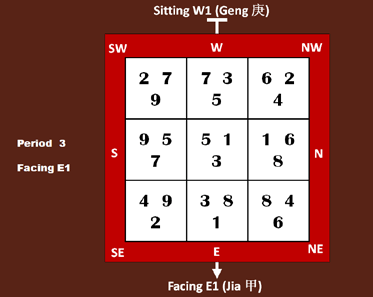 Sitting W1 (Geng 庚)
SW W NW
2 7 7 3 6 2
9 5 4
Period 3
Facing E1
S 9 5 5 1 1 6 N
7 3 8
4 9 3 8 8 4
2 1 6
SE E NE
Facing E1 (Jia 甲)